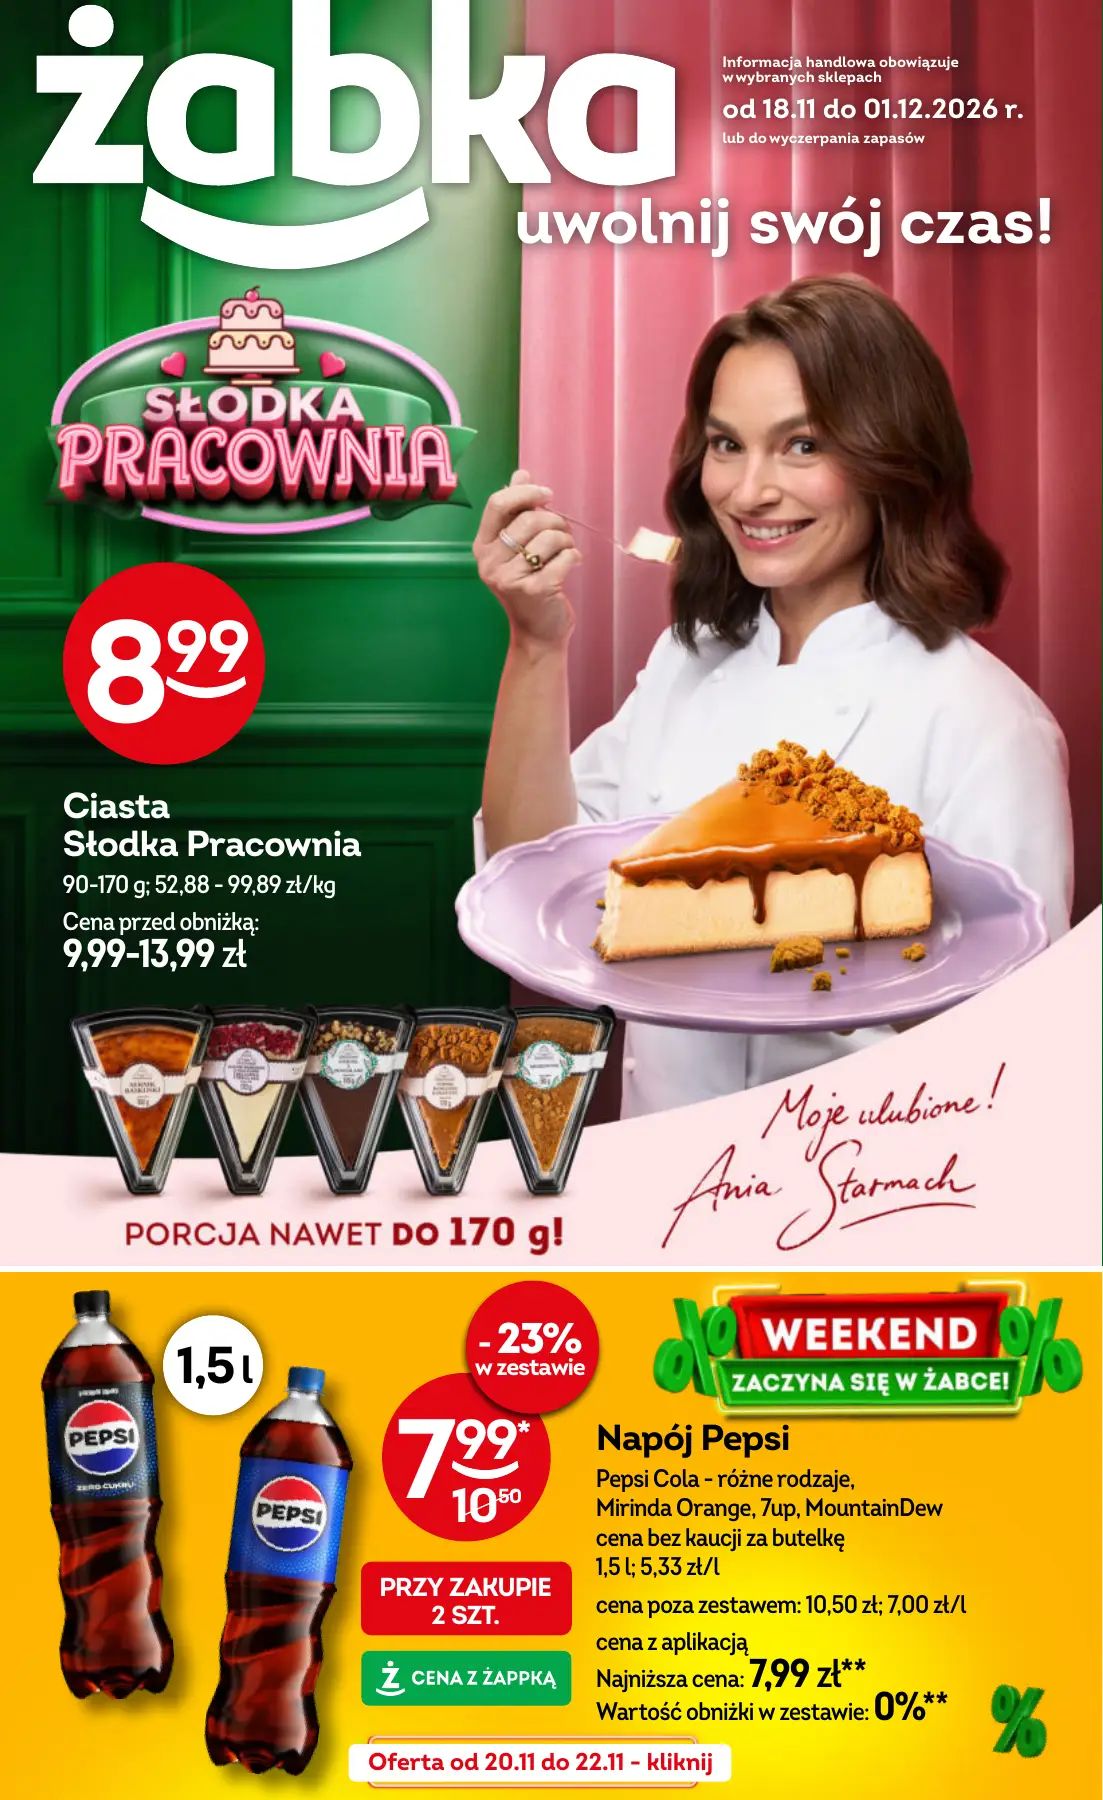 żabka
Informacja handlowa obowiązuje
w wybranych sklepach
od 18.11 do 01.12.2026 r.
lub do wyczerpania zapasów
uwolnij swój czas!
SŁODKA
PRACOWNIA
8 99
Ciasta
Słodka Pracownia
90-170 g; 52,88 - 99,89 zł/kg
Cena przed obniżką:
9,99-13,99 zł
SERNIK
BASKIJSKI
Moje ulubione!
Ania Starmach
PORCJA NAWET DO 170 g!
WEEKEND
ZACZYNA SIĘ W ŻABCE!
1,5 l
- 23%
w zestawie
7 99*
10 50
PEPSI
ZERO CUKRU
PEPSI
PRZY ZAKUPIE
2 SZT.
ż CENA Z ŻAPPKĄ
Napój Pepsi
Pepsi Cola - różne rodzaje,
Mirinda Orange, 7up, MountainDew
cena bez kaucji za butelkę
1,5 l; 5,33 zł/l
cena poza zestawem: 10,50 zł; 7,00 zł/l
cena z aplikacją
Najniższa cena: 7,99 zł**
Wartość obniżki w zestawie: 0%**
%
Oferta od 20.11 do 22.11 - kliknij